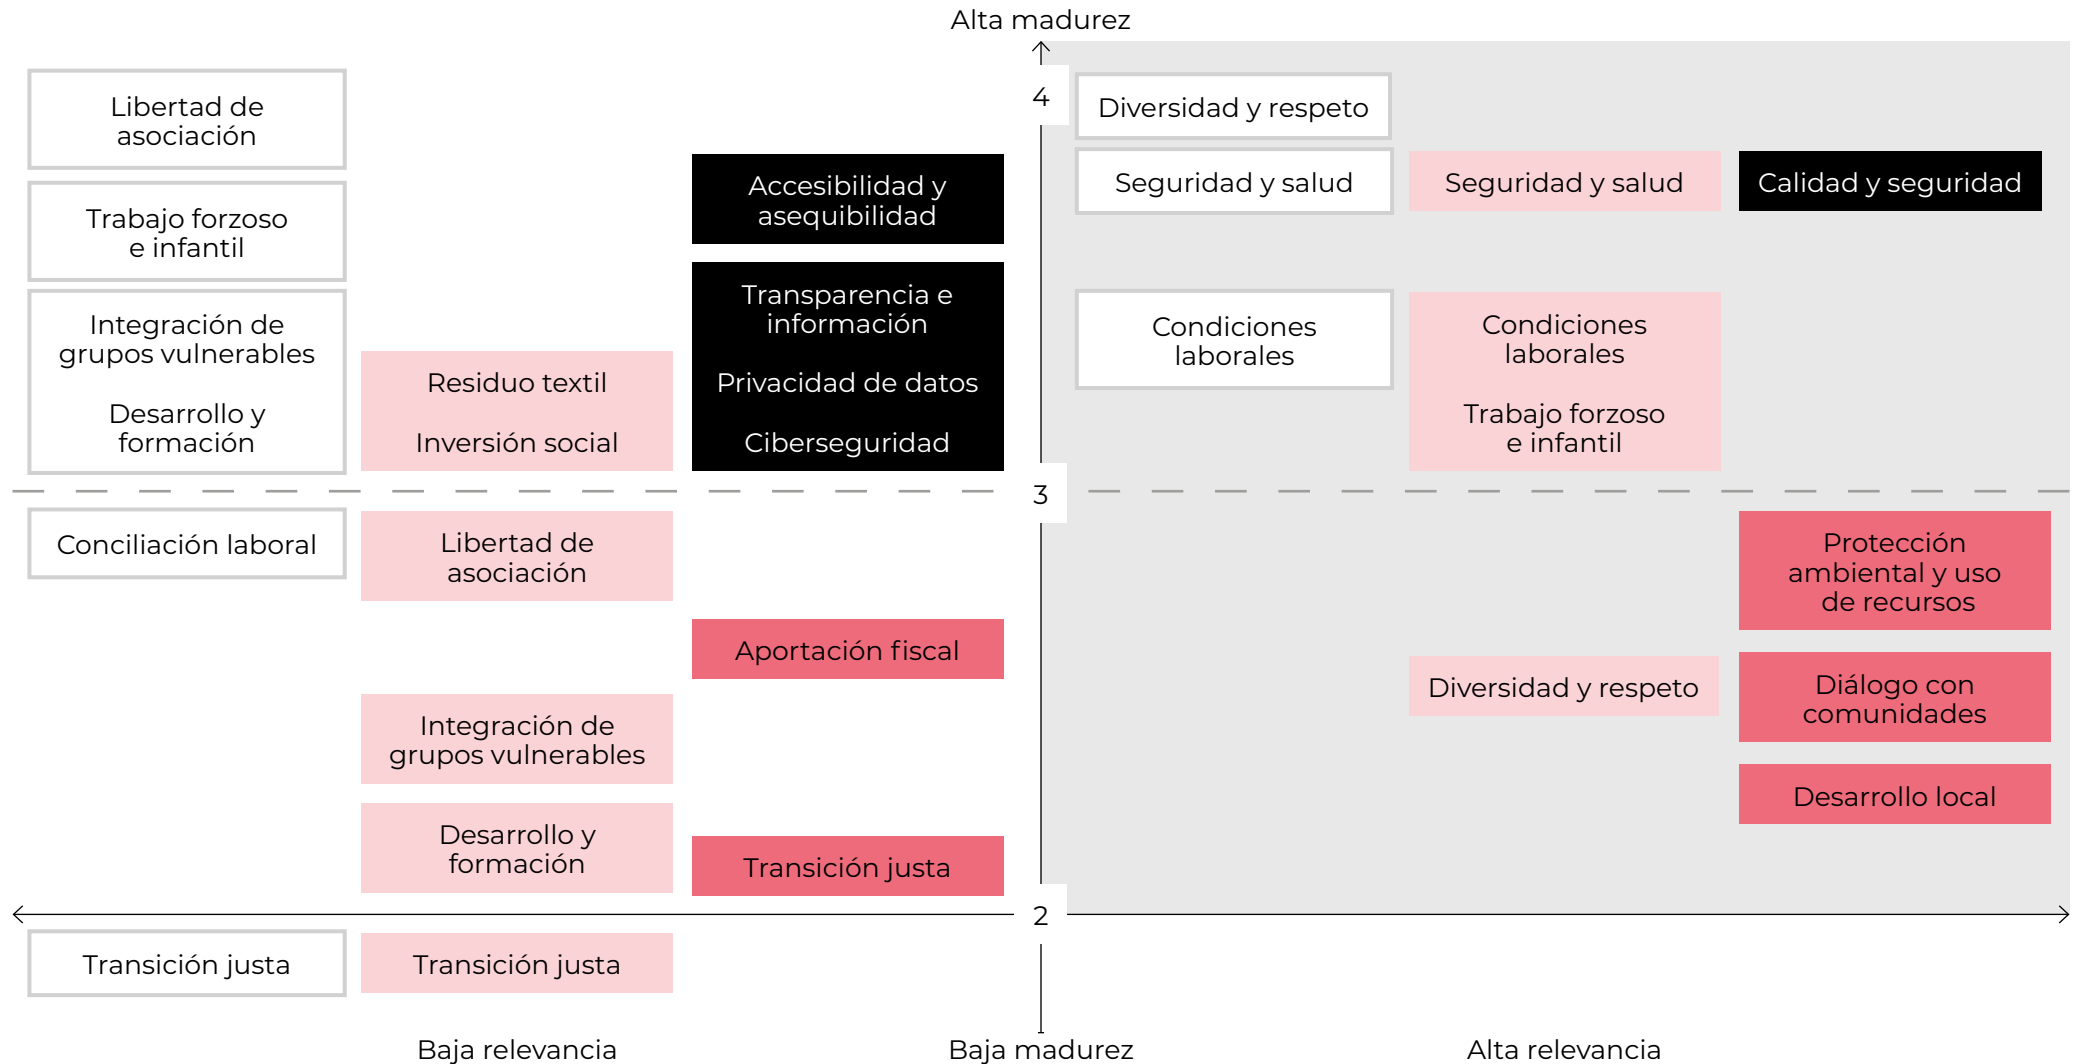 Alta madurez
4
Libertad de
asociación
Trabajo forzoso
e infantil
Integración de
grupos vulnerables
Desarrollo y
formación
Residuo textil
Inversión social
Accesibilidad y
asequibilidad
Transparencia e
información
Privacidad de datos
Ciberseguridad
Diversidad y respeto
Seguridad y salud
Seguridad y salud
Calidad y seguridad
Condiciones
laborales
Condiciones
laborales
Trabajo forzoso
e infantil
3
Conciliación laboral
Libertad de
asociación
Aportación fiscal
Integración de
grupos vulnerables
Desarrollo y
formación
Transición justa
Protección
ambiental y uso
de recursos
Diversidad y respeto
Diálogo con
comunidades
Desarrollo local
2
Transición justa
Transición justa
Baja relevancia
Baja madurez
Alta relevancia